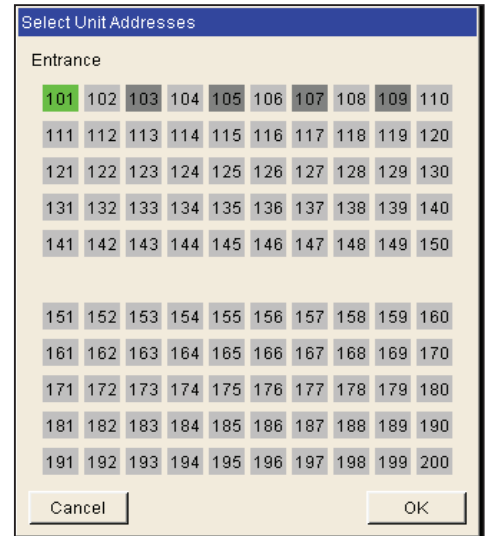 Select Unit Addresses
Entrance
101 102 103 104 105 106 107 108 109 110
111 112 113 114 115 116 117 118 119 120
121 122 123 124 125 126 127 128 129 130
131 132 133 134 135 136 137 138 139 140
141 142 143 144 145 146 147 148 149 150
151 152 153 154 155 156 157 158 159 160
161 162 163 164 165 166 167 168 169 170
171 172 173 174 175 176 177 178 179 180
181 182 183 184 185 186 187 188 189 190
191 192 193 194 195 196 197 198 199 200
Cancel OK